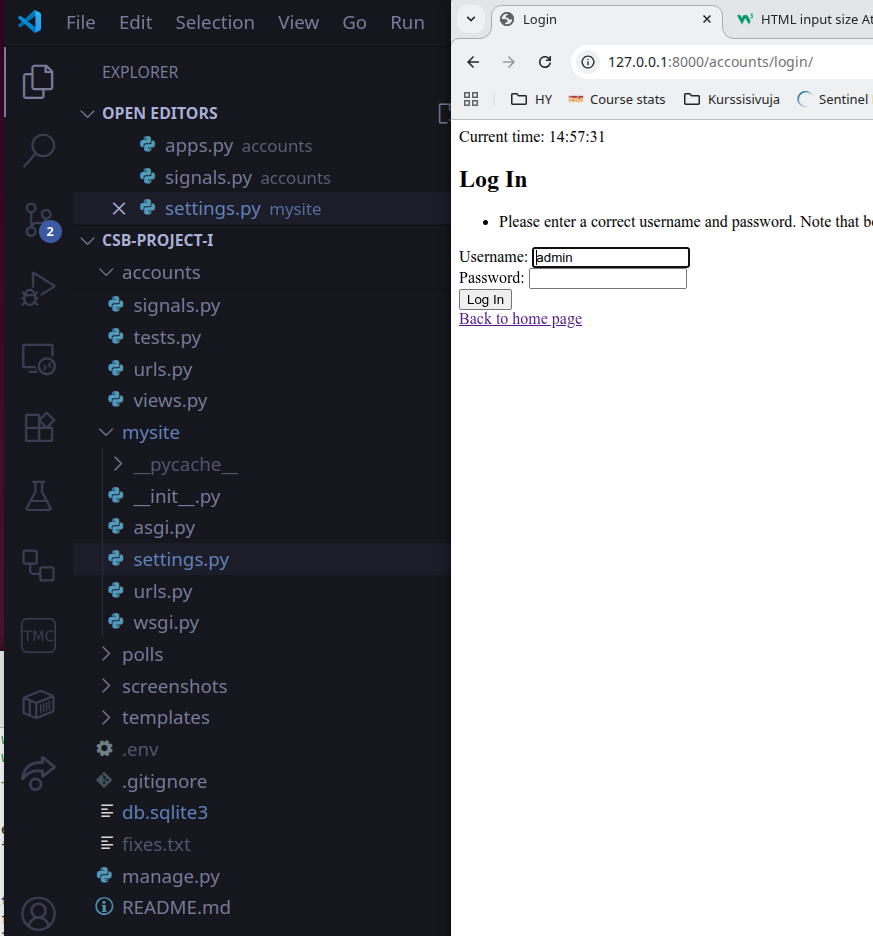 File Edit Selection View Go Run
EXPLORER
OPEN EDITORS
apps.py accounts
signals.py accounts
settings.py mysite
2
CSB-PROJECT-I
accounts
signals.py
tests.py
urls.py
views.py
mysite
__pycache__
__init__.py
asgi.py
settings.py
urls.py
wsgi.py
TMC
polls
screenshots
templates
.env
.gitignore
db.sqlite3
fixes.txt
manage.py
README.md
Login
HTML input size At
127.0.0.1:8000/accounts/login/
HY Course stats Kurssisivuja Sentinel
Current time: 14:57:31
Log In
Please enter a correct username and password. Note that bo
Username: admin
Password:
Log In
Back to home page